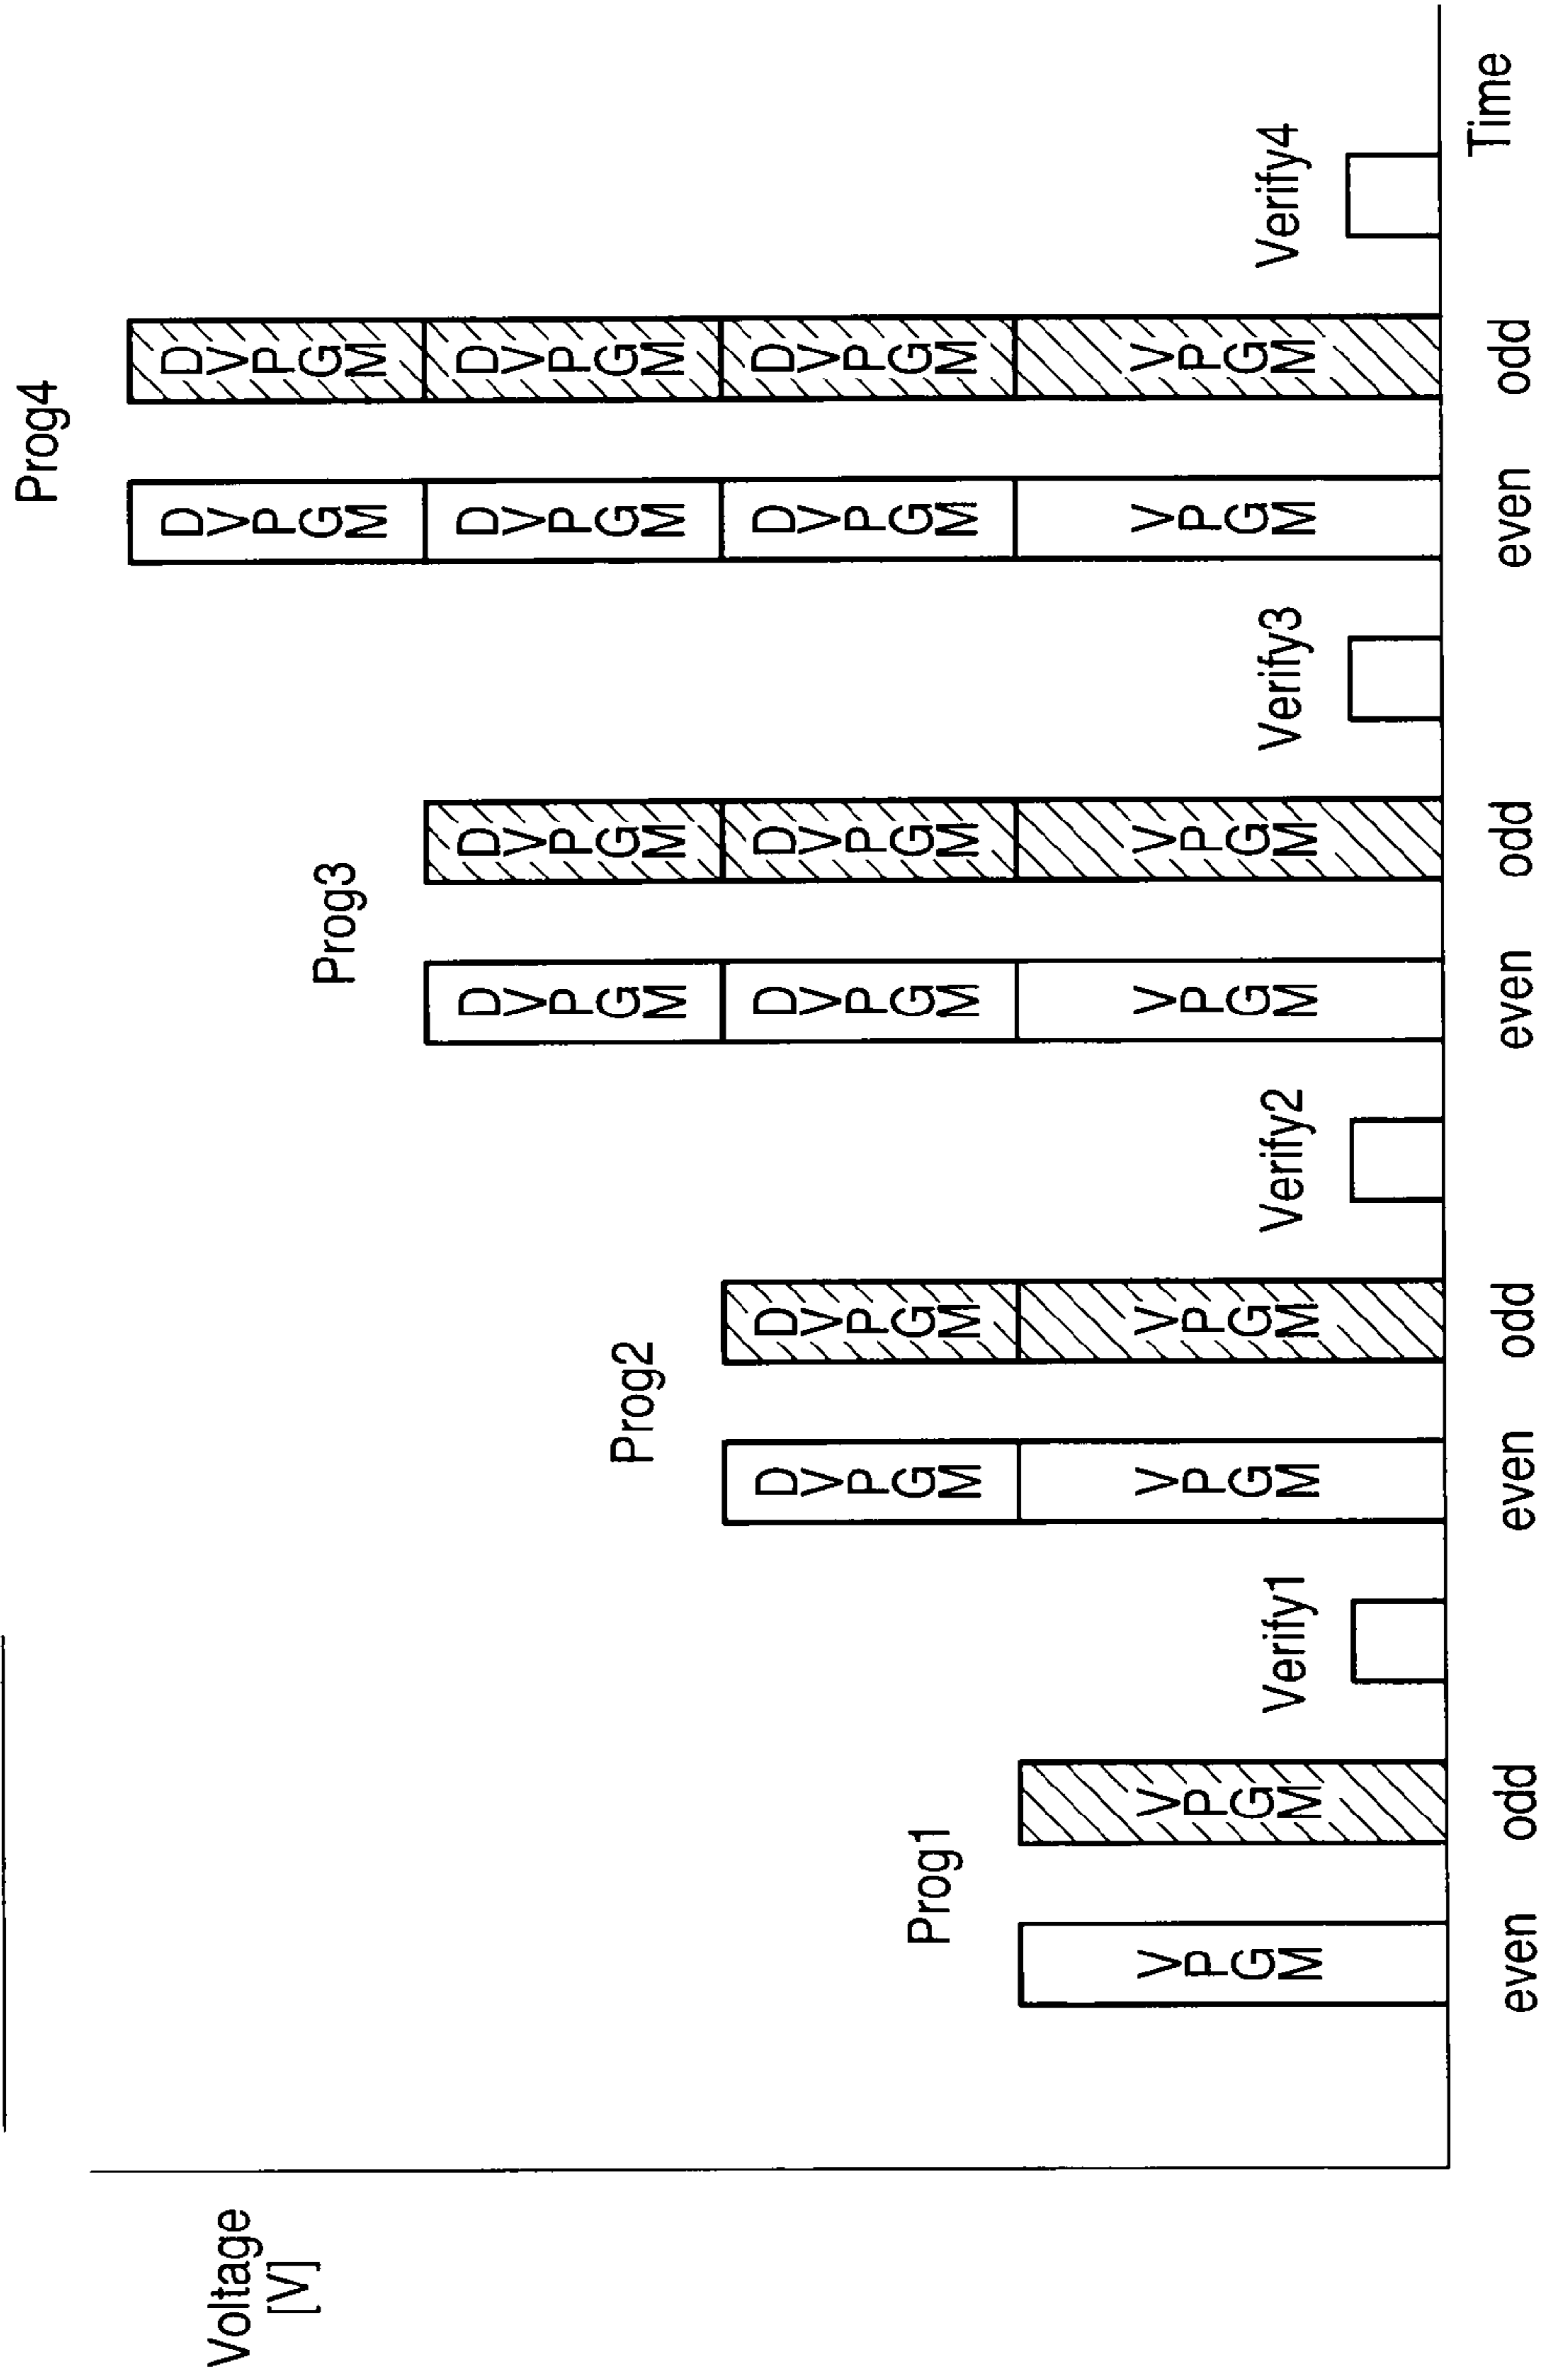 Voltage
[V]
Prog1
VPGM
VPGM
even
odd
Verify1
Prog2
DVPGM
VPGM
DVPGM
VPGM
even
odd
Verify2
Prog3
DVPGM
DVPGM
VPGM
DVPGM
DVPGM
VPGM
even
odd
Verify3
Prog4
DVPGM
DVPGM
DVPGM
VPGM
DVPGM
DVPGM
DVPGM
VPGM
even
odd
Verify4
Time